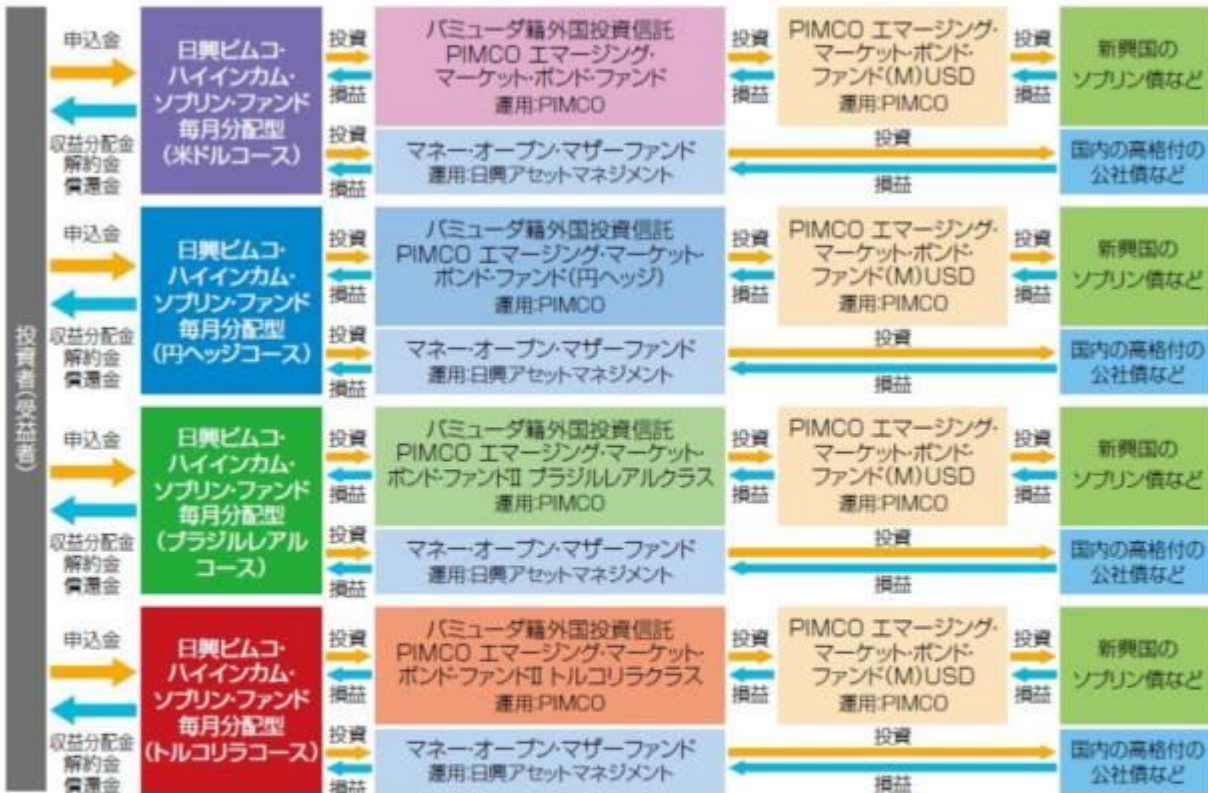 投資者(受益者)
申込金
収益分配金
解約金
償還金
日興ピムコ・
ハイインカム・
ソブリン・ファンド
毎月分配型
(米ドルコース)
投資
損益
投資
損益
バミューダ籍外国投資信託
PIMCO エマージング・
マーケット・ボンド・ファンド
運用:PIMCO
マネー・オープン・マザーファンド
運用:日興アセットマネジメント
投資
損益
PIMCO エマージング・
マーケット・ボンド・
ファンド(M)USD
運用:PIMCO
投資
損益
投資
損益
新興国の
ソブリン債など
国内の高格付の
公社債など
申込金
収益分配金
解約金
償還金
日興ピムコ・
ハイインカム・
ソブリン・ファンド
毎月分配型
(円ヘッジコース)
投資
損益
投資
損益
バミューダ籍外国投資信託
PIMCO エマージング・マーケット・
ボンド・ファンド(円ヘッジ)
運用:PIMCO
マネー・オープン・マザーファンド
運用:日興アセットマネジメント
投資
損益
PIMCO エマージング・
マーケット・ボンド・
ファンド(M)USD
運用:PIMCO
投資
損益
投資
損益
新興国の
ソブリン債など
国内の高格付の
公社債など
申込金
収益分配金
解約金
償還金
日興ピムコ・
ハイインカム・
ソブリン・ファンド
毎月分配型
(ブラジルレアル
コース)
投資
損益
投資
損益
バミューダ籍外国投資信託
PIMCO エマージング・マーケット・
ボンド・ファンドⅡ ブラジルレアルクラス
運用:PIMCO
マネー・オープン・マザーファンド
運用:日興アセットマネジメント
投資
損益
PIMCO エマージング・
マーケット・ボンド・
ファンド(M)USD
運用:PIMCO
投資
損益
投資
損益
新興国の
ソブリン債など
国内の高格付の
公社債など
申込金
収益分配金
解約金
償還金
日興ピムコ・
ハイインカム・
ソブリン・ファンド
毎月分配型
(トルコリラコース)
投資
損益
投資
損益
バミューダ籍外国投資信託
PIMCO エマージング・マーケット・
ボンド・ファンドⅡ トルコリラクラス
運用:PIMCO
マネー・オープン・マザーファンド
運用:日興アセットマネジメント
投資
損益
PIMCO エマージング・
マーケット・ボンド・
ファンド(M)USD
運用:PIMCO
投資
損益
投資
損益
新興国の
ソブリン債など
国内の高格付の
公社債など